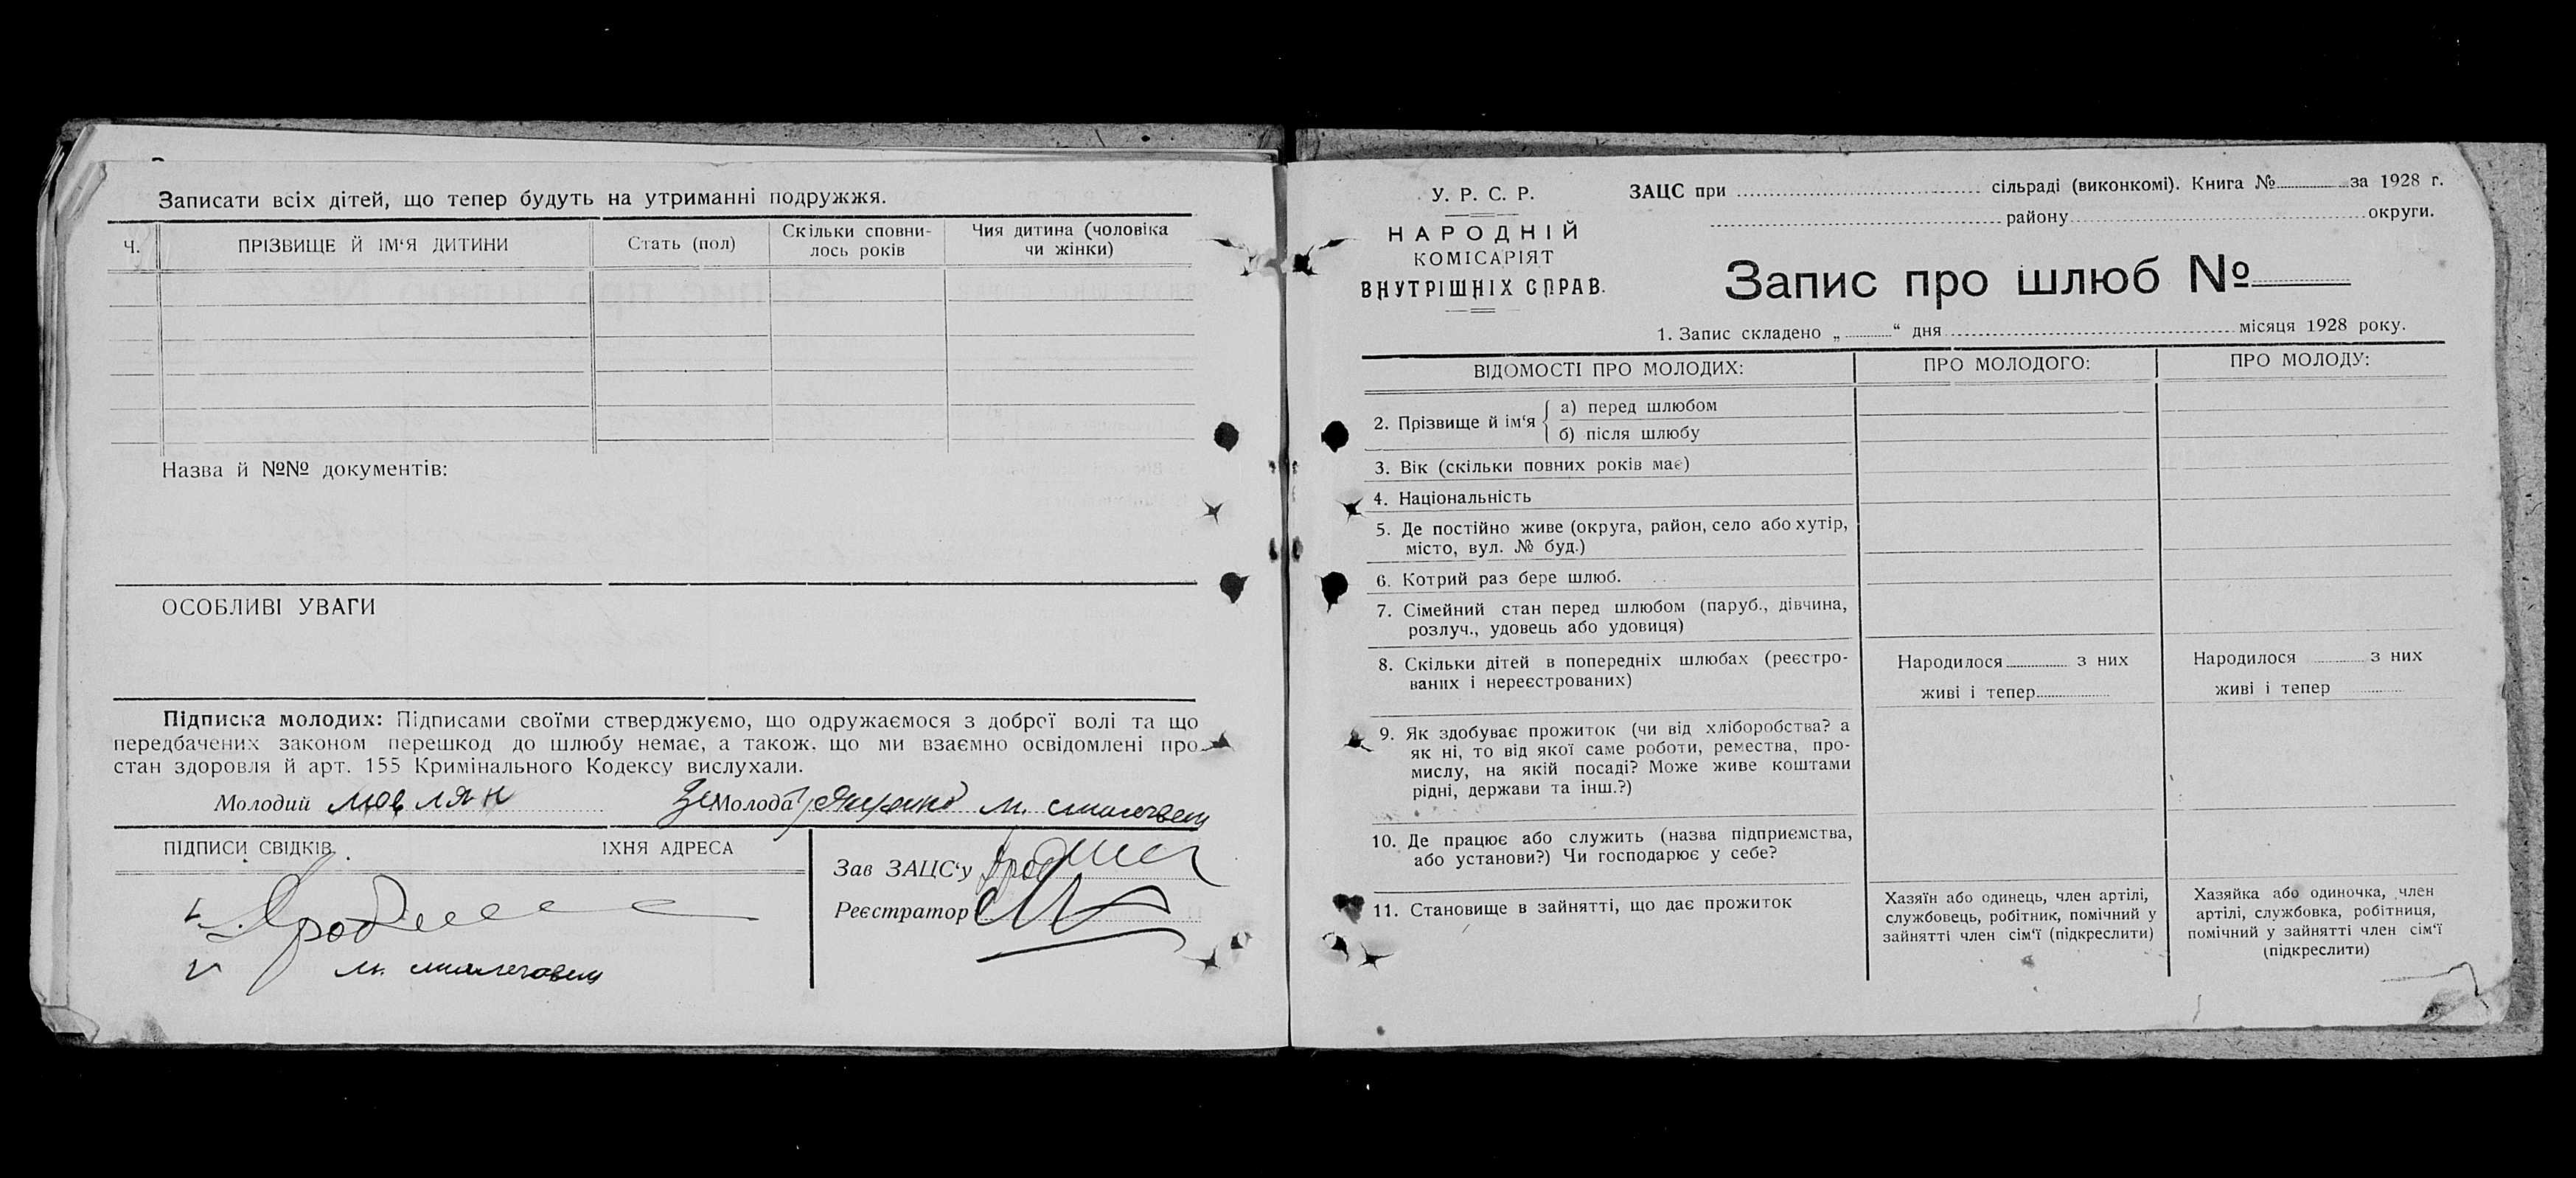 Записати всіх дітей, що тепер будуть на утриманні подружжя.
Ч.
ПРІЗВИЩЕ Й ІМ‘Я ДИТИНИ
Стать (пол)
Скільки сповни-
лось років
Чия дитина (чоловіка
чи жінки)
Назва й №№ документів:
ОСОБЛИВІ УВАГИ
Підписка молодих: Підписами своїми стверджуємо, що одружаємося з доброї волі та що
передбачених законом перешкод до шлюбу немає, а також. що ми взаємно освідомлені про
стан здоровля й арт. 155 Кримінального Кодексу вислухали.
Молодий Мовлян Молода
ПІДПИСИ СВІДКІВ. ІХНЯ АДРЕСА
Зав ЗАЦС‘у
Реєстратор
У. Р. С. Р.
НАРОДНІЙ
КОМІСАРІЯТ
ВНУТРІШНІХ СПРАВ.
ЗАЦС при сільраді (виконкомі). Книга № за 1928 г.
району округи.
Запис про шлюб №
1. Запис складено „ “ дня місяця 1928 року.
ВІДОМОСТІ ПРО МОЛОДИХ:
ПРО МОЛОДОГО:
ПРО МОЛОДУ:
2. Прізвище й ім‘я
а) перед шлюбом
б) після шлюбу
3. Вік (скільки повних років має)
4. Національність
5. Де постійно живе (округа, район, село або хутір,
місто, вул. № буд.)
6. Котрий раз бере шлюб.
7. Сімейний стан перед шлюбом (паруб., дівчина,
розлуч., удовець або удовиця)
8. Скільки дітей в попередніх шлюбах (реєстро-
ваних і нереєстрованих)
Народилося з них
живі і тепер
Народилося з них
живі і тепер
9. Як здобуває прожиток (чи від хліборобства? а
як ні, то від якої саме роботи, ремества, про-
мислу, на якій посаді? Може живе коштами
рідні, держави та інш.?)
10. Де працює або служить (назва підприємства,
або установи?) Чи господарює у себе?
11. Становище в зайнятті, що дає прожиток
Хазяїн або одинець, член артілі,
службовець, робітник, помічний у
зайнятті член сім‘ї (підкреслити)
Хазяйка або одиночка, член
артілі, службовка, робітниця,
помічний у зайнятті член сім‘ї
(підкреслити)